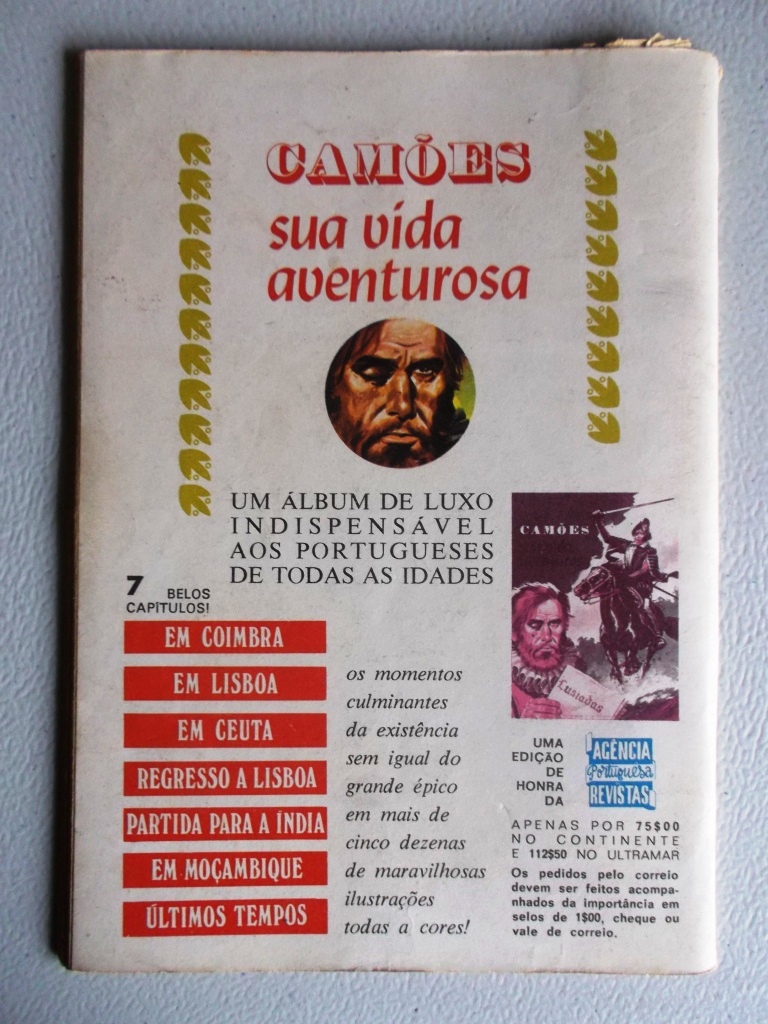 CAMÕES
sua vida
aventurosa
UM ÁLBUM DE LUXO
INDISPENSÁVEL
AOS PORTUGUESES
DE TODAS AS IDADES
7 BELOS
CAPÍTULOS!
EM COIMBRA
EM LISBOA
EM CEUTA
REGRESSO A LISBOA
PARTIDA PARA A ÍNDIA
EM MOÇAMBIQUE
ÚLTIMOS TEMPOS
os momentos
culminantes
da existência
sem igual do
grande épico
em mais de
cinco dezenas
de maravilhosas
ilustrações
todas a cores!
CAMÕES
Lusiadas
UMA
EDIÇÃO
DE
HONRA
DA
AGÊNCIA
Portuguesa
REVISTAS
APENAS POR 75$00
NO CONTINENTE
E 112$50 NO ULTRAMAR
Os pedidos pelo correio
devem ser feitos acompa-
nhados da importância em
selos de 1$00, cheque ou
vale de correio.